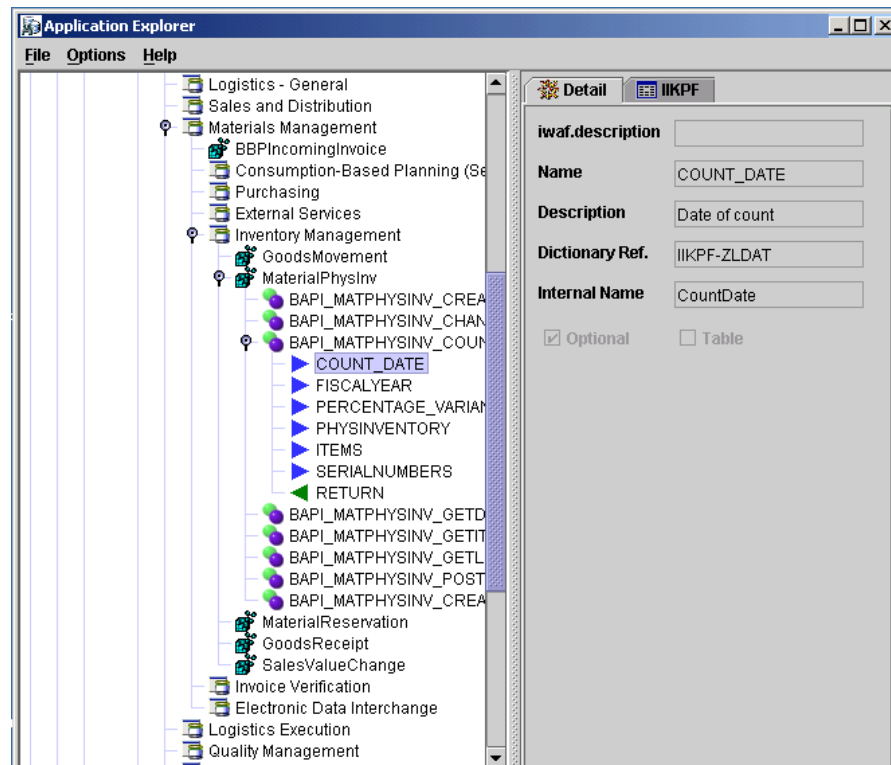 Application Explorer
File Options Help
Logistics - General
Sales and Distribution
Materials Management
BBPIncomingInvoice
Consumption-Based Planning (Se
Purchasing
External Services
Inventory Management
GoodsMovement
MaterialPhysInv
BAPI_MATPHYSINV_CREA
BAPI_MATPHYSINV_CHAN
BAPI_MATPHYSINV_COUN
COUNT_DATE
FISCALYEAR
PERCENTAGE_VARIAN
PHYSINVENTORY
ITEMS
SERIALNUMBERS
RETURN
BAPI_MATPHYSINV_GETD
BAPI_MATPHYSINV_GETIT
BAPI_MATPHYSINV_GETL
BAPI_MATPHYSINV_POST
BAPI_MATPHYSINV_CREA
MaterialReservation
GoodsReceipt
SalesValueChange
Invoice Verification
Electronic Data Interchange
Logistics Execution
Quality Management
Detail IIKPF
iwaf.description
Name COUNT_DATE
Description Date of count
Dictionary Ref. IIKPF-ZLDAT
Internal Name CountDate
Optional Table